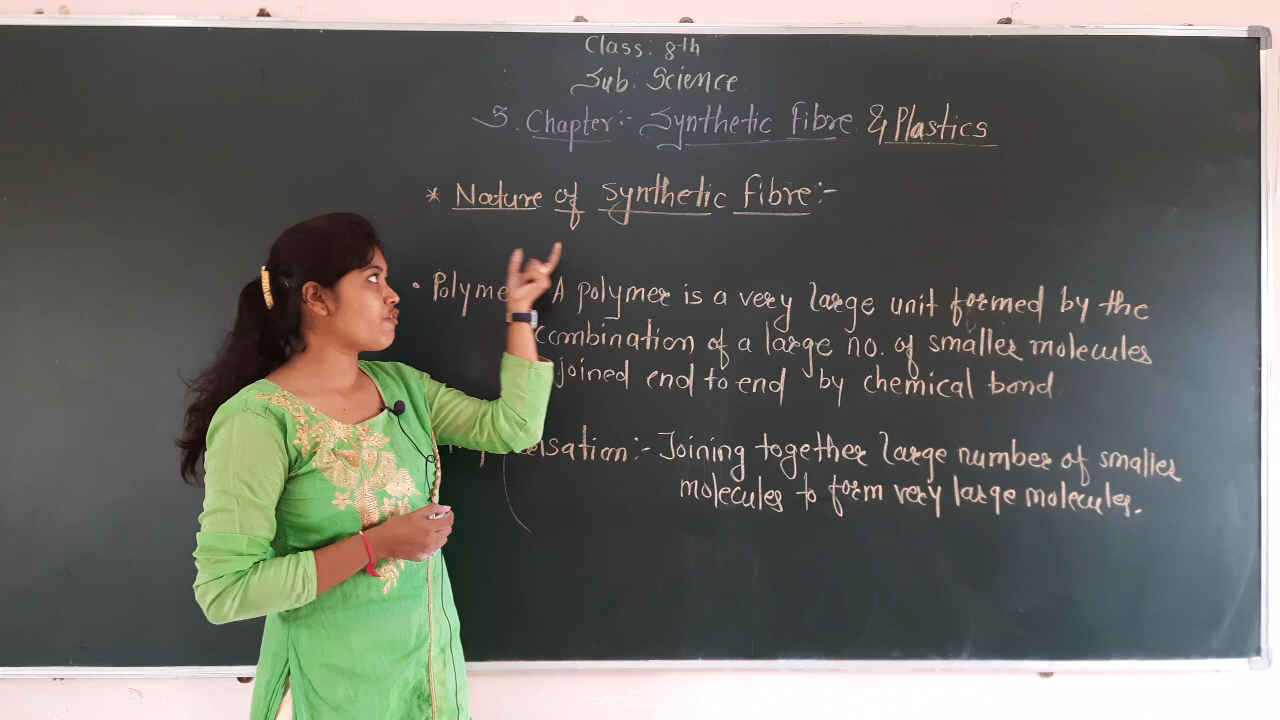 Class: 8th
Sub: Science
3. Chapter:- Synthetic Fibre & Plastics
* Nature of Synthetic fibre:-
• Polyme A polymer is a very large unit formed by the
combination of a large no. of smaller molecules
joined end to end by chemical bond
Joining together large number of smaller
molecules to form very large molecules.